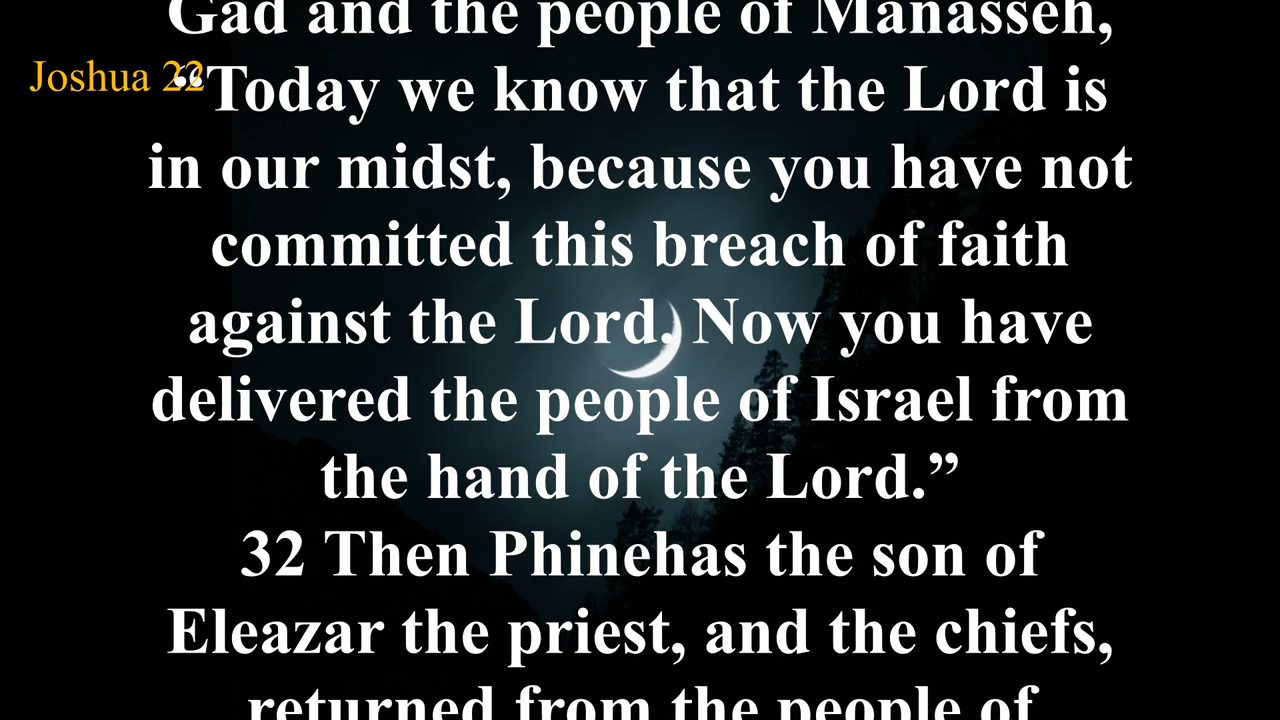 Gad and the people of Manasseh,
Joshua 22
“Today we know that the Lord is
in our midst, because you have not
committed this breach of faith
against the Lord. Now you have
delivered the people of Israel from
the hand of the Lord.”
32 Then Phinehas the son of
Eleazar the priest, and the chiefs,
returned from the people of